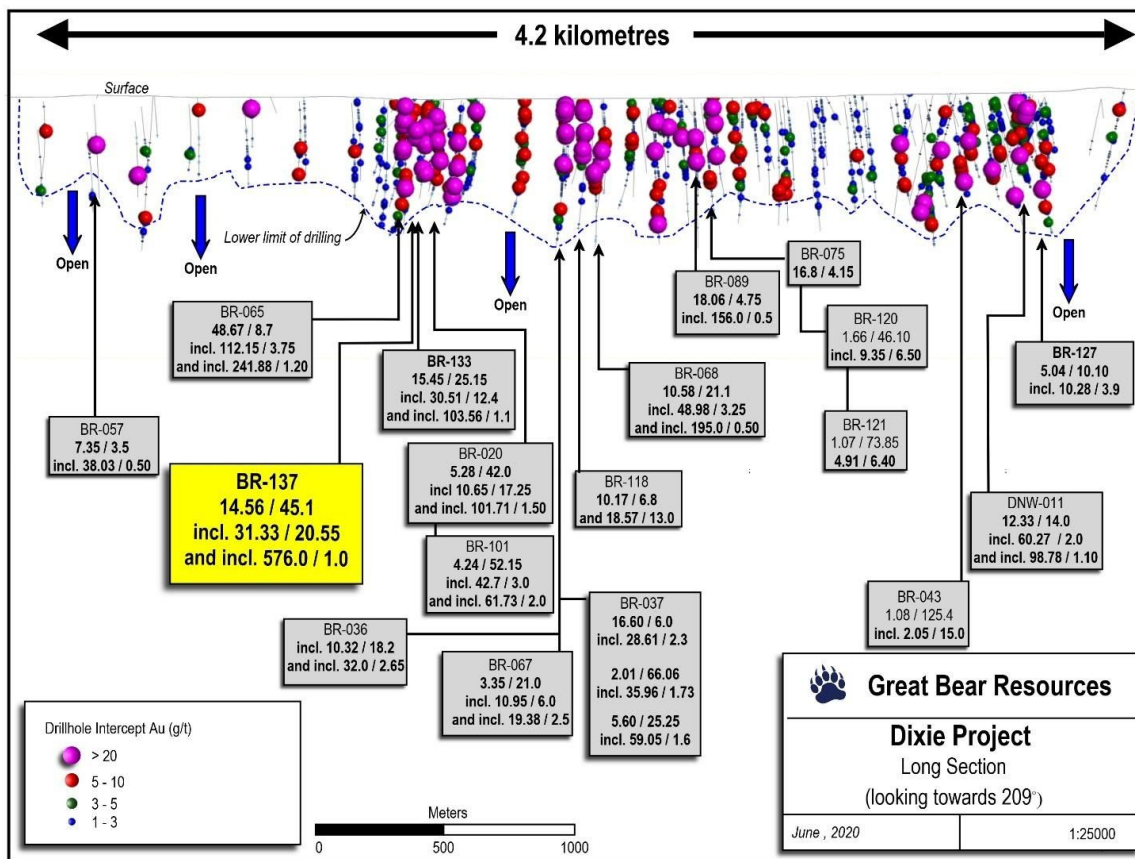 4.2 kilometres
Surface
Lower limit of drilling
Open
Open
Open
Open
BR-057
7.35 / 3.5
incl. 38.03 / 0.50
BR-065
48.67 / 8.7
incl. 112.15 / 3.75
and incl. 241.88 / 1.20
BR-137
14.56 / 45.1
incl. 31.33 / 20.55
and incl. 576.0 / 1.0
BR-133
15.45 / 25.15
incl. 30.51 / 12.4
and incl. 103.56 / 1.1
BR-020
5.28 / 42.0
incl 10.65 / 17.25
and incl. 101.71 / 1.50
BR-101
4.24 / 52.15
incl. 42.7 / 3.0
and incl. 61.73 / 2.0
BR-036
incl. 10.32 / 18.2
and incl. 32.0 / 2.65
BR-067
3.35 / 21.0
incl. 10.95 / 6.0
and incl. 19.38 / 2.5
BR-037
16.60 / 6.0
incl. 28.61 / 2.3
2.01 / 66.06
incl. 35.96 / 1.73
5.60 / 25.25
incl. 59.05 / 1.6
BR-118
10.17 / 6.8
and 18.57 / 13.0
BR-068
10.58 / 21.1
incl. 48.98 / 3.25
and incl. 195.0 / 0.50
BR-089
18.06 / 4.75
incl. 156.0 / 0.5
BR-075
16.8 / 4.15
BR-120
1.66 / 46.10
incl. 9.35 / 6.50
BR-121
1.07 / 73.85
4.91 / 6.40
BR-127
5.04 / 10.10
incl. 10.28 / 3.9
DNW-011
12.33 / 14.0
incl. 60.27 / 2.0
and incl. 98.78 / 1.10
BR-043
1.08 / 125.4
incl. 2.05 / 15.0
Drillhole Intercept Au (g/t)
> 20
5 - 10
3 - 5
1 - 3
Meters
0 500 1000
Great Bear Resources
Dixie Project
Long Section
(looking towards 209°)
June , 2020 1:25000